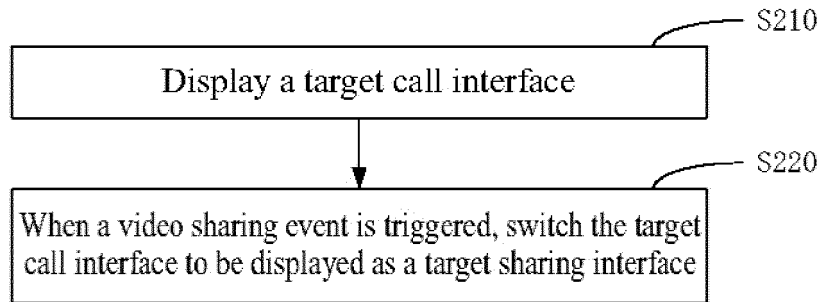 S210
Display a target call interface
S220
When a video sharing event is triggered, switch the target
call interface to be displayed as a target sharing interface